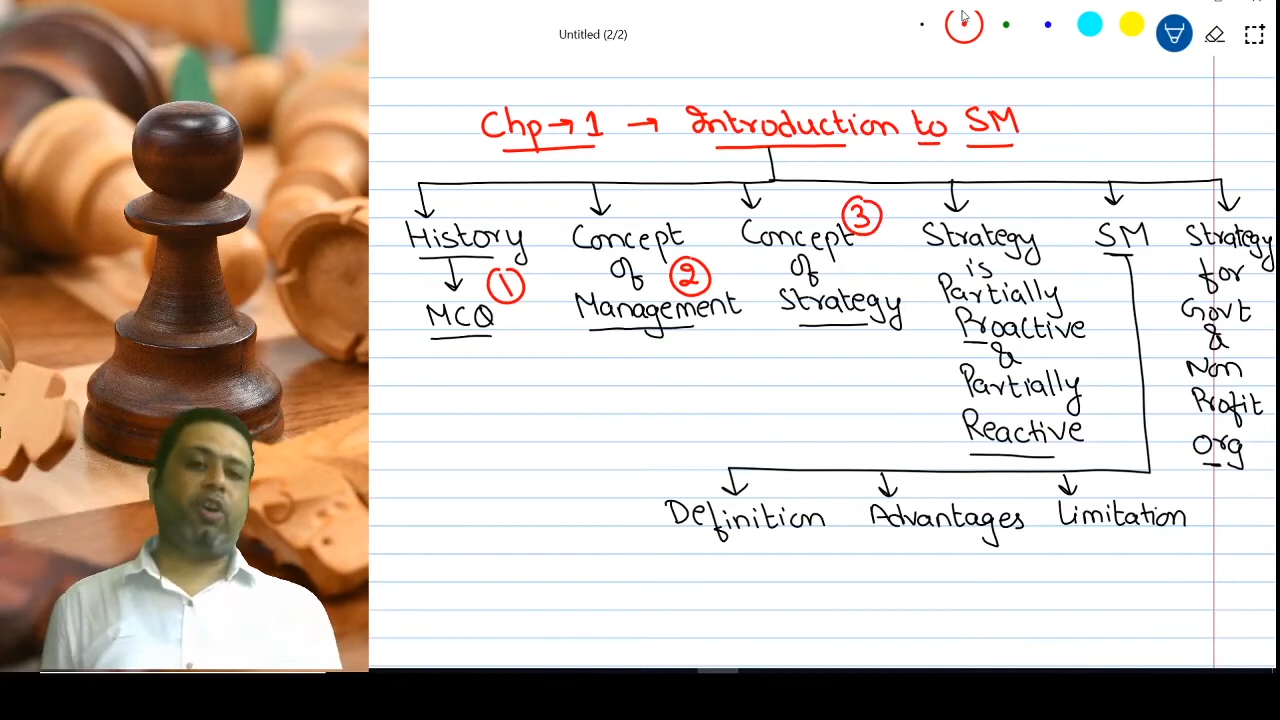 Untitled (2/2)
Chp → 1 → Introduction to SM
History
MCQ
1
Concept
of
Management
2
Concept
of
Strategy
3
Strategy
is
Partially
Proactive
&
Partially
Reactive
SM
Strategy
for
Govt
&
Non
Profit
Org
Definition
Advantages
Limitation